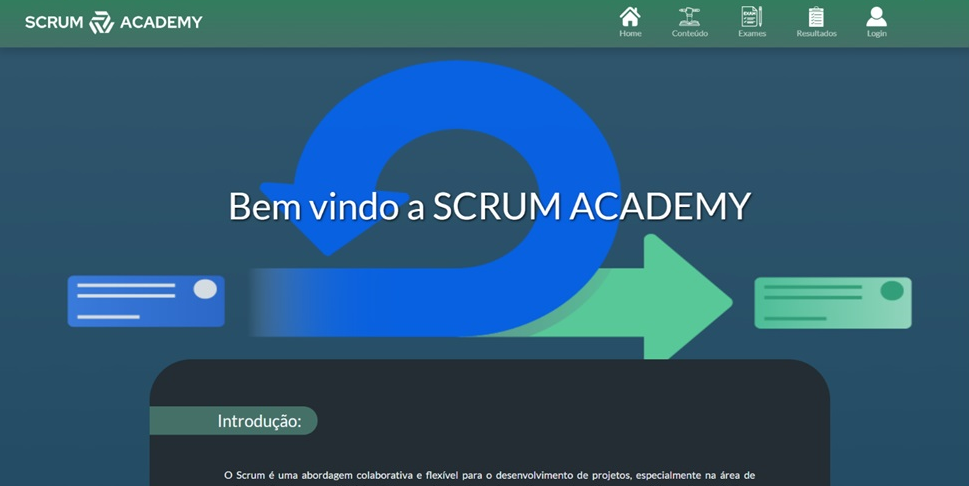 SCRUM ACADEMY
Home
Conteúdo
Exames
Resultados
Login
Bem vindo a SCRUM ACADEMY
Introdução:
O Scrum é uma abordagem colaborativa e flexível para o desenvolvimento de projetos, especialmente na área de